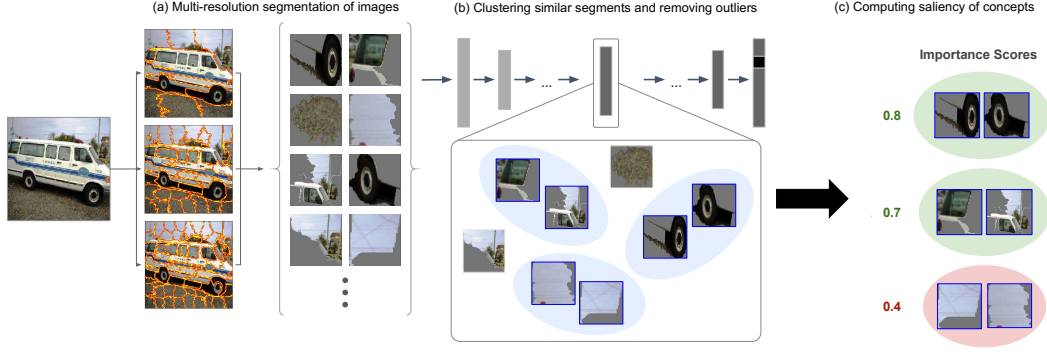 (a) Multi-resolution segmentation of images
(b) Clustering similar segments and removing outliers
(c) Computing saliency of concepts
Importance Scores
...
...
0.8
0.7
0.4